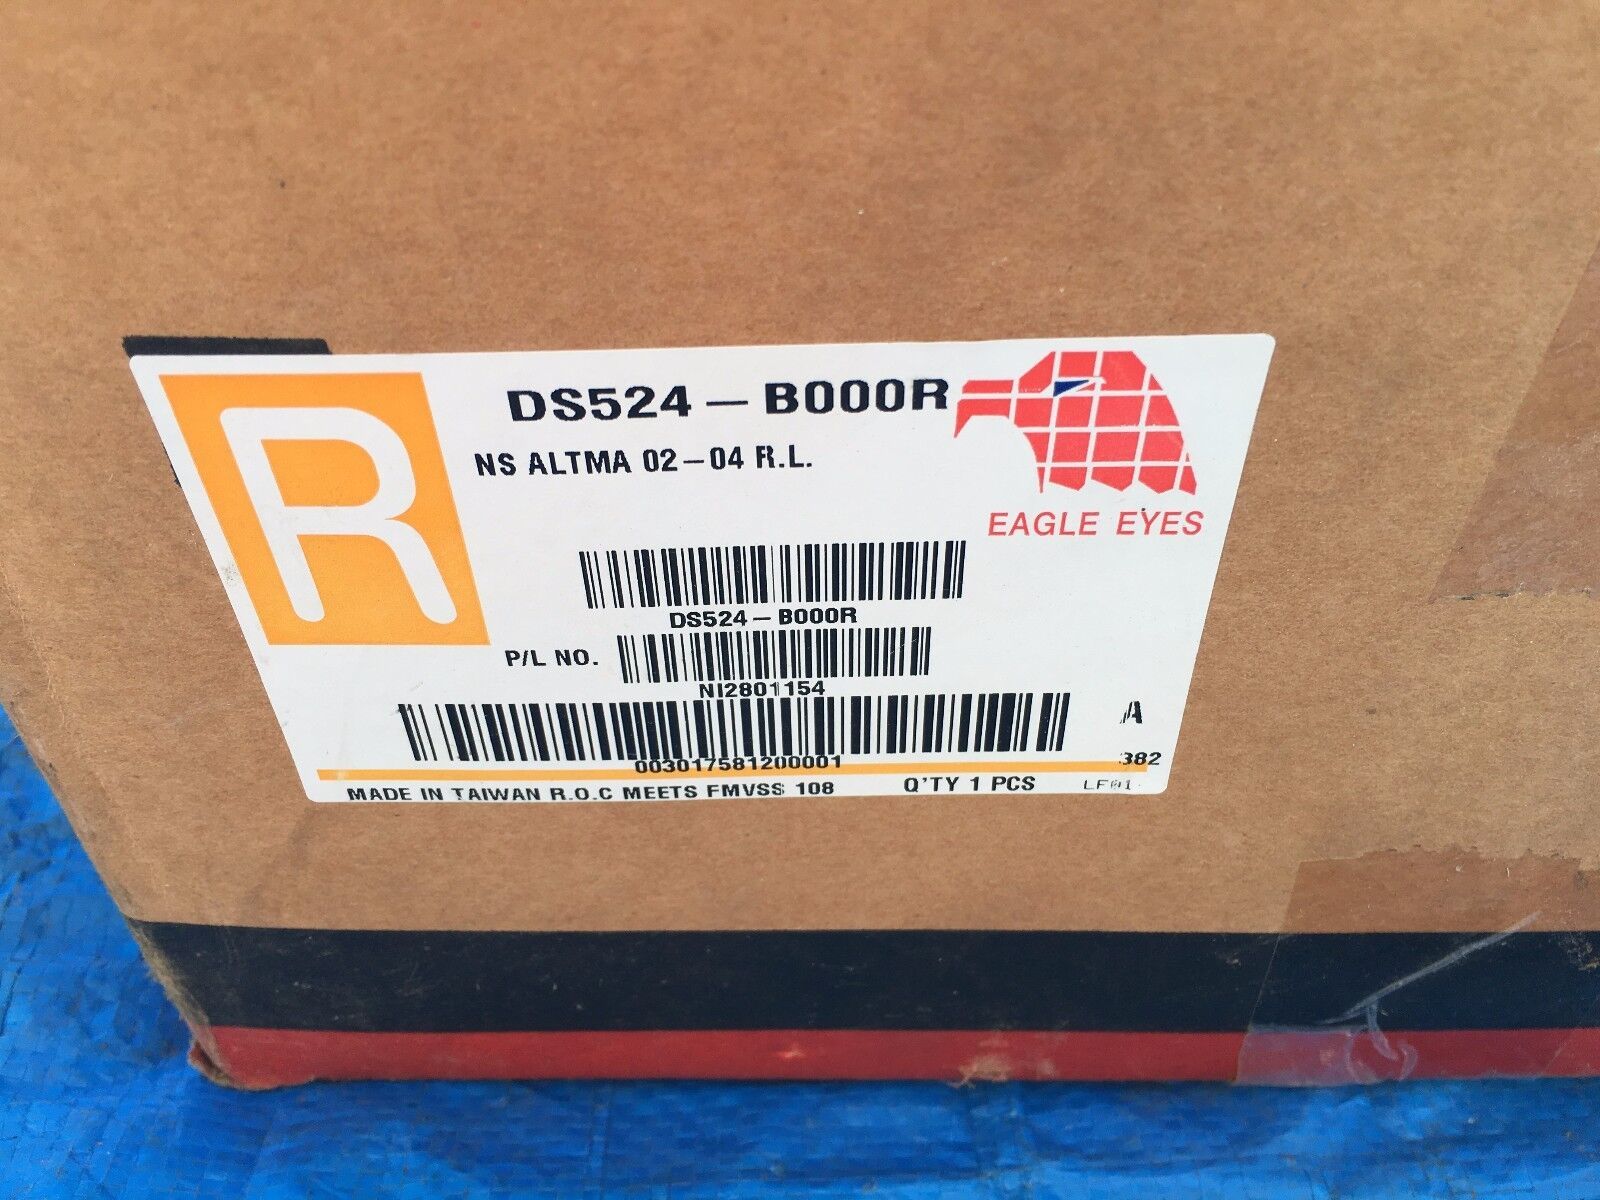 R
DS524-B000R
NS ALTMA 02-04 R.L.
EAGLE EYES
DS524-B000R
P/L NO.
NI2801154
A
003017581200001
382
MADE IN TAIWAN R.O.C MEETS FMVSS 108 Q'TY 1 PCS LF01